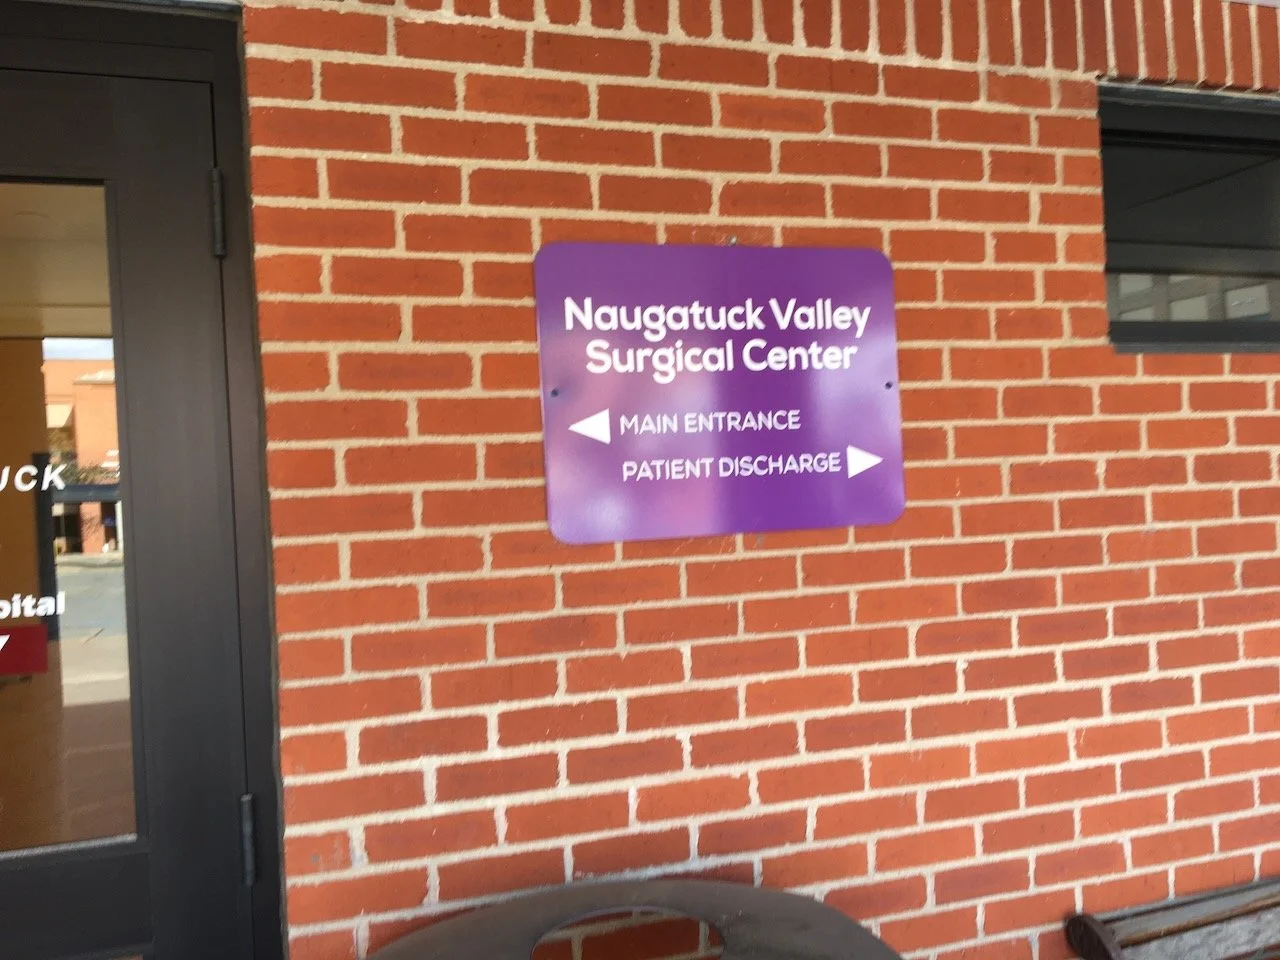 Naugatuck Valley
Surgical Center
MAIN ENTRANCE
PATIENT DISCHARGE
UCK
pital